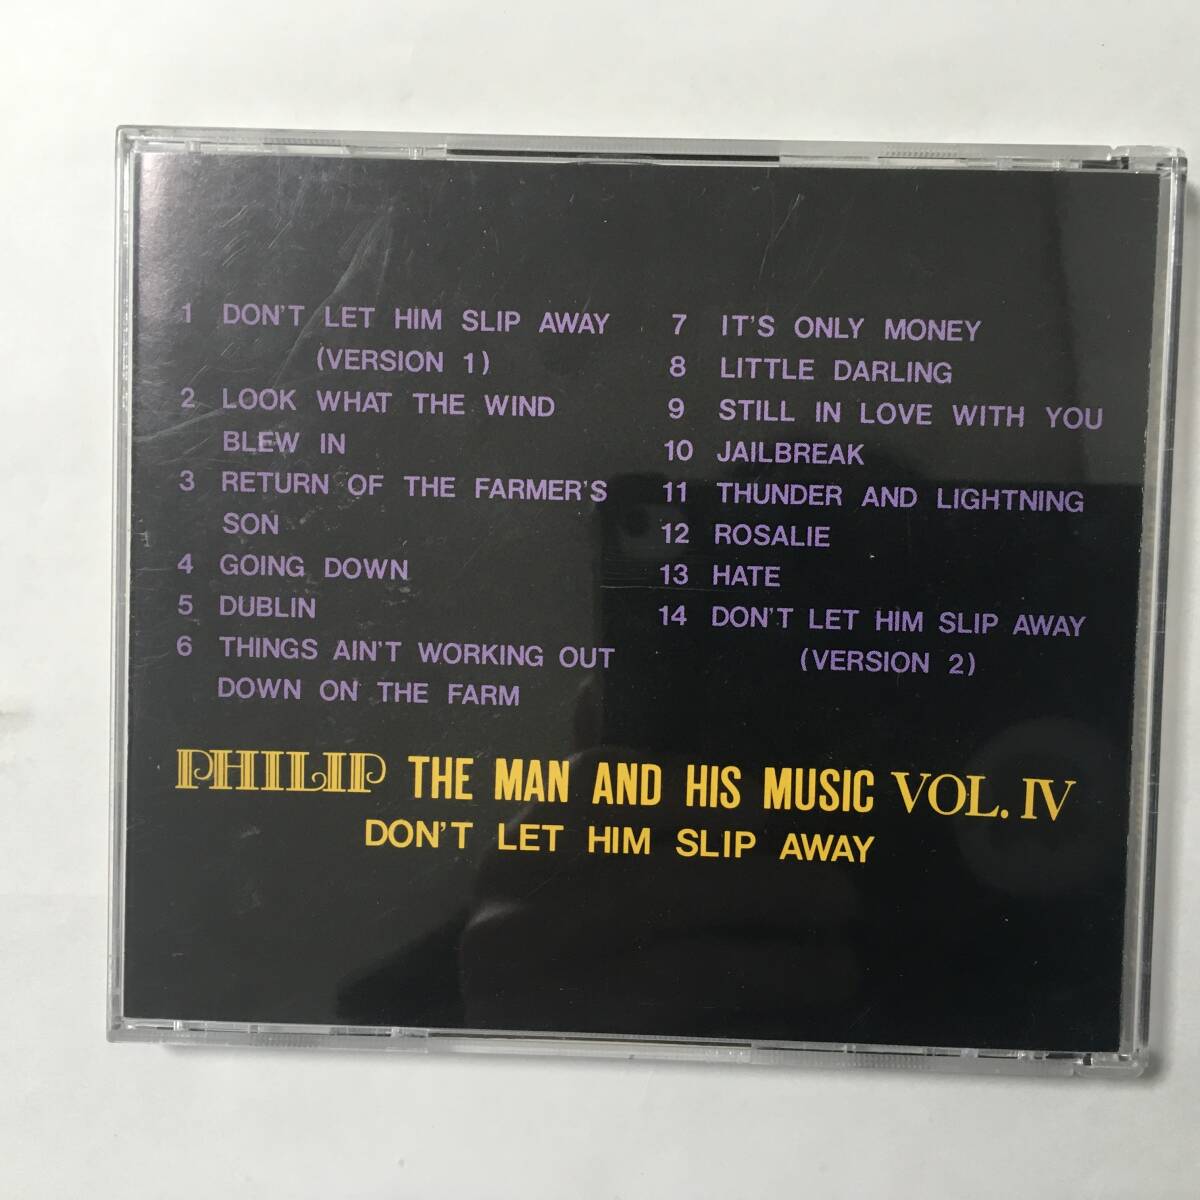 1 DON'T LET HIM SLIP AWAY
(VERSION 1)
2 LOOK WHAT THE WIND
BLEW IN
3 RETURN OF THE FARMER'S
SON
4 GOING DOWN
5 DUBLIN
6 THINGS AIN'T WORKING OUT
DOWN ON THE FARM
7 IT'S ONLY MONEY
8 LITTLE DARLING
9 STILL IN LOVE WITH YOU
10 JAILBREAK
11 THUNDER AND LIGHTNING
12 ROSALIE
13 HATE
14 DON'T LET HIM SLIP AWAY
(VERSION 2)
PHILIP THE MAN AND HIS MUSIC VOL. IV
DON'T LET HIM SLIP AWAY